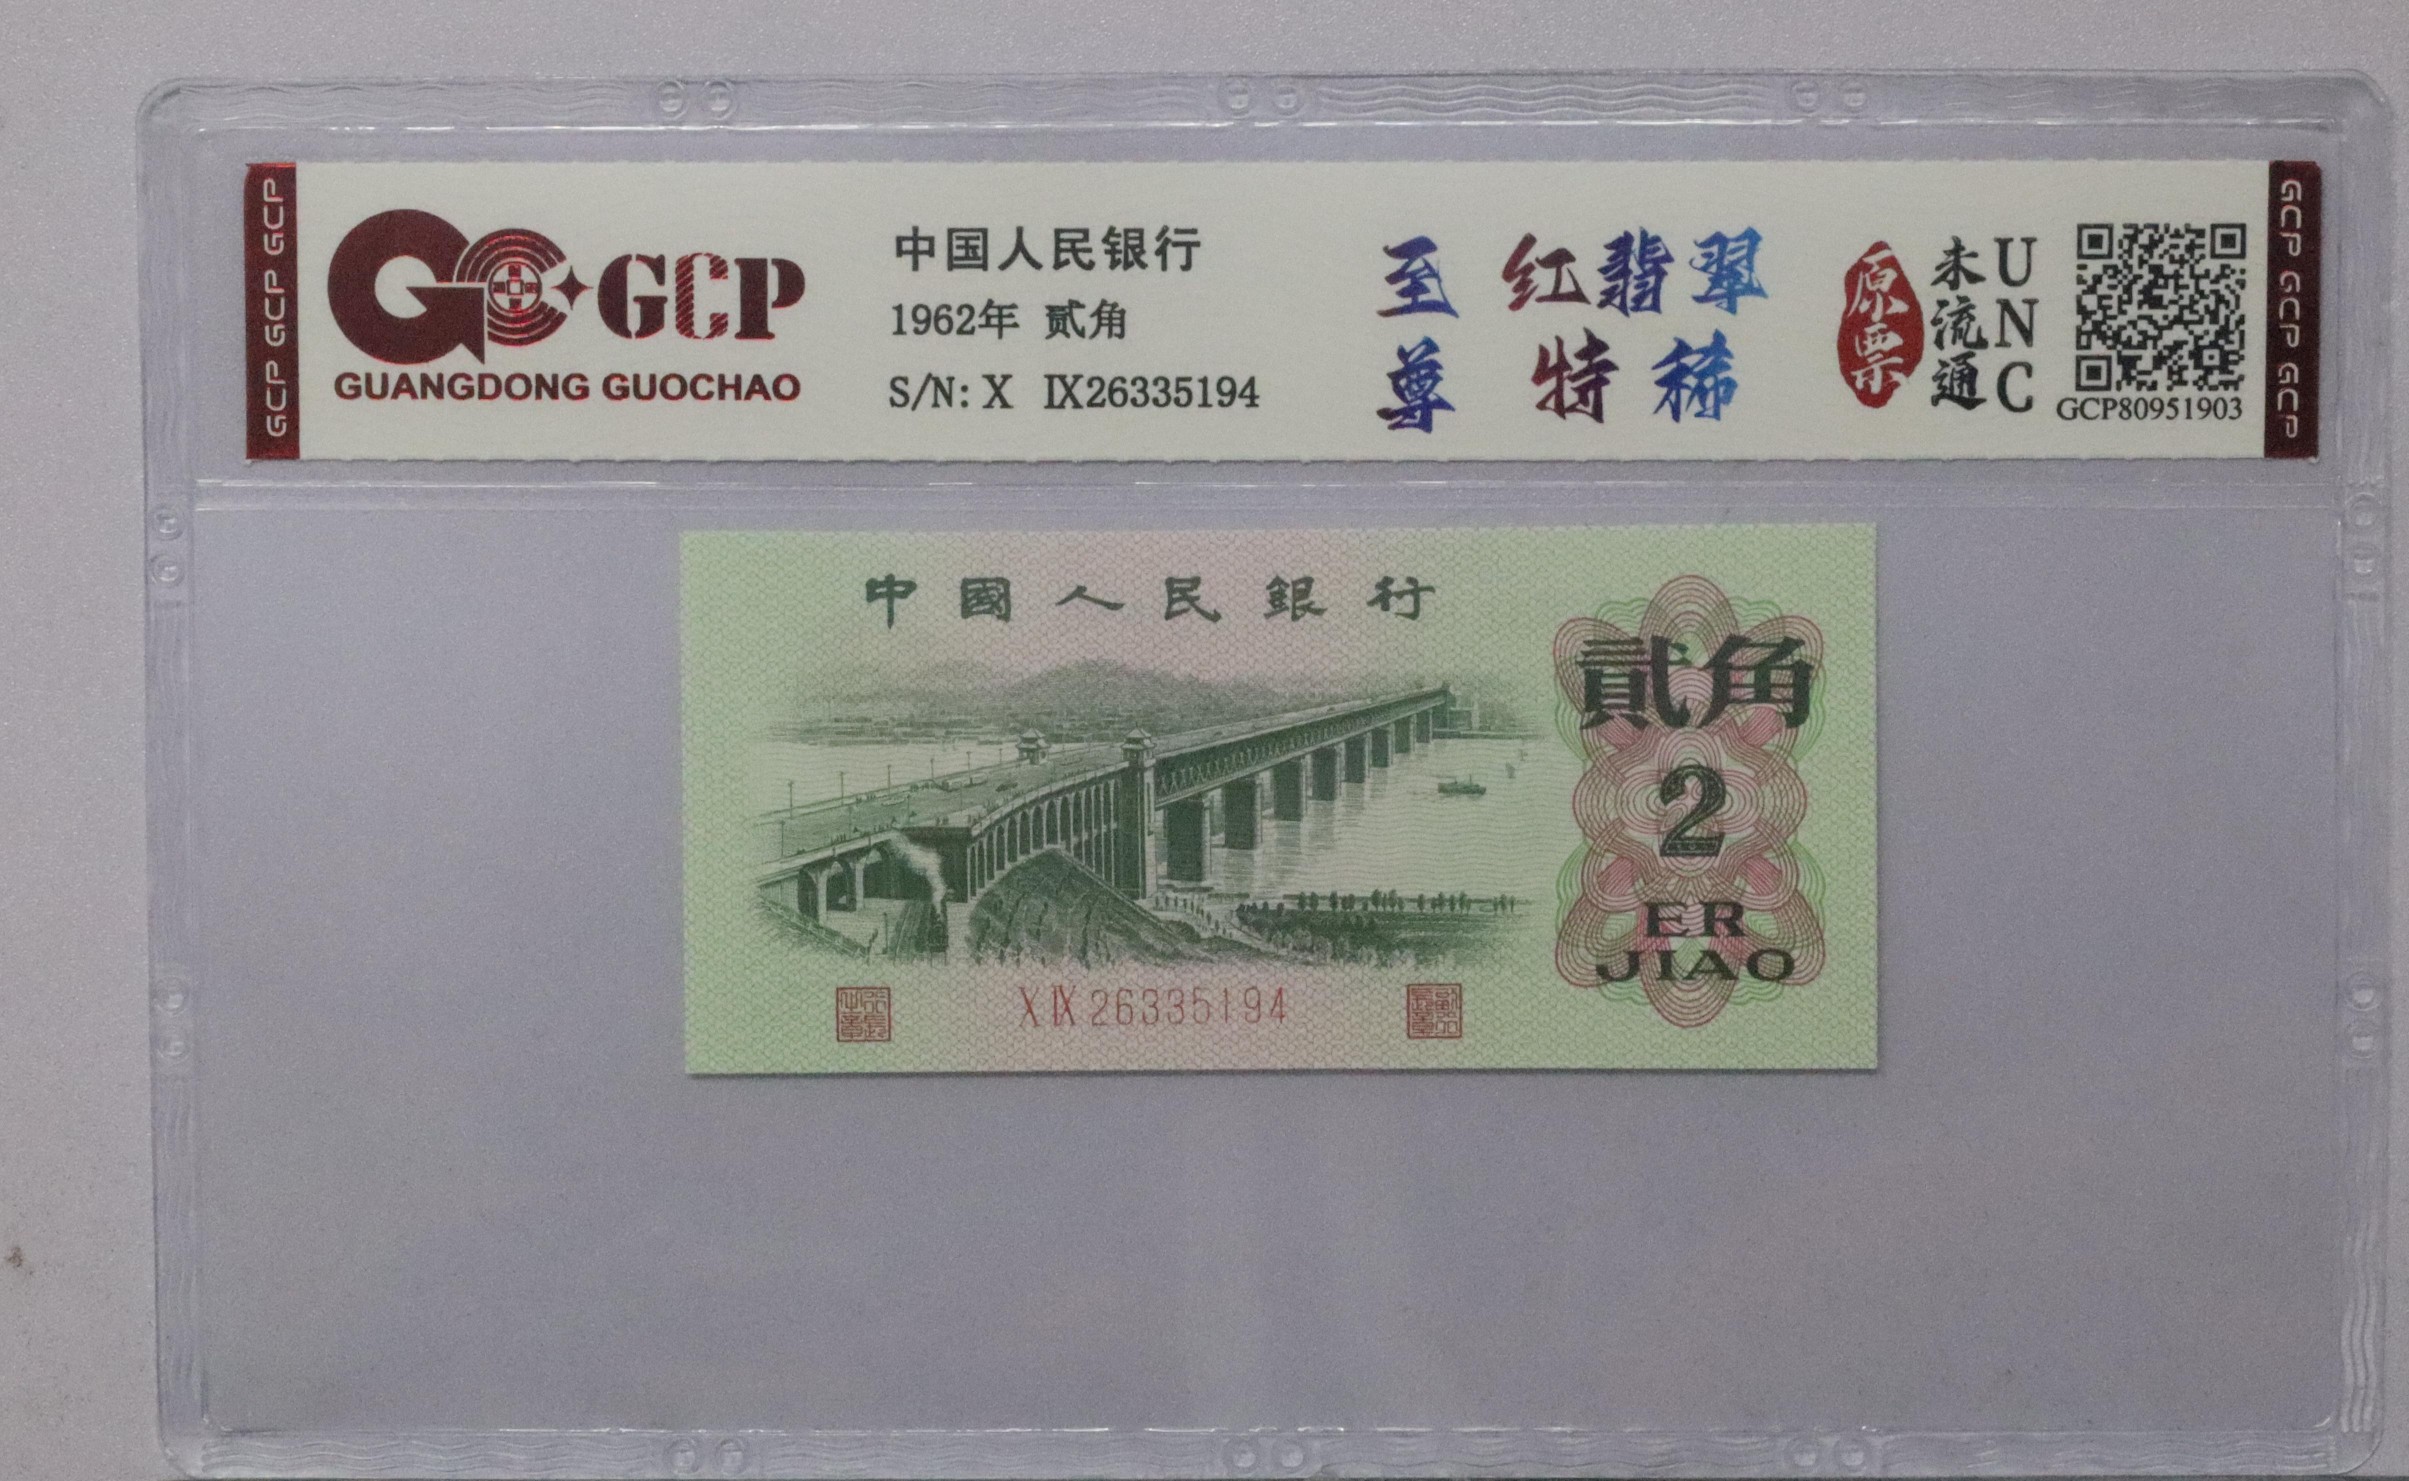 GCP GCP GCP
GCP
GUANGDONG GUOCHAO
中国人民银行
1962年 贰角
S/N: X Ⅸ26335194
至尊
红翡翠
特稀
原票
未流通
UNC
GCP80951903
GCP GCP GCP
中國人民銀行
貳角
2
ER
JIAO
X Ⅸ 26335194